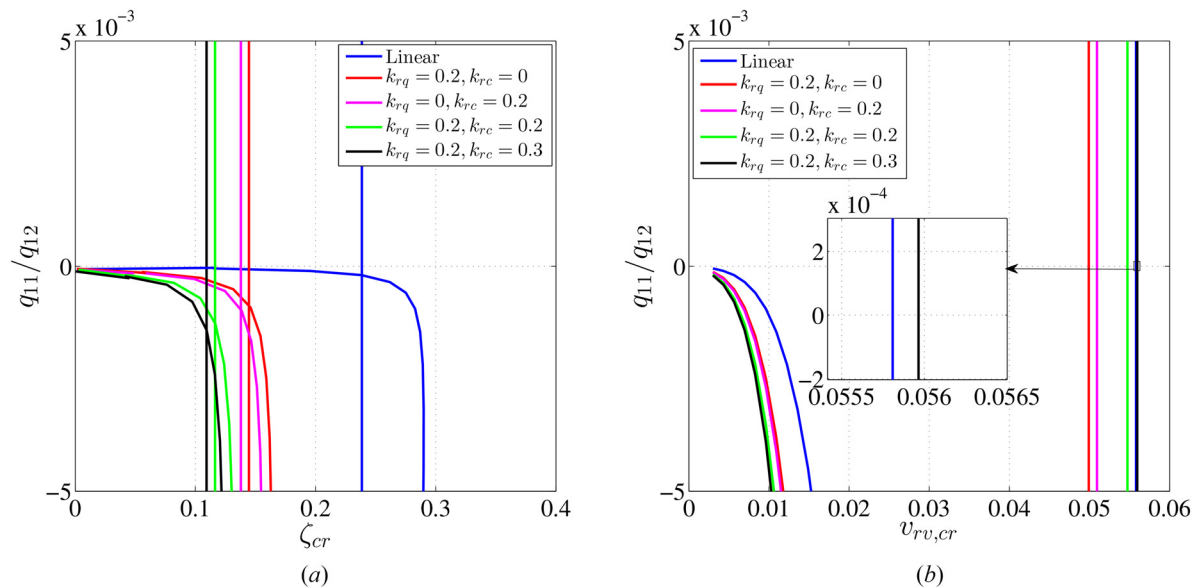 x 10⁻³
5
0
−5
q₁₁/q₁₂
0
0.1
0.2
0.3
0.4
ζ_cr
Linear
k_rq = 0.2, k_rc = 0
k_rq = 0, k_rc = 0.2
k_rq = 0.2, k_rc = 0.2
k_rq = 0.2, k_rc = 0.3
(a)
x 10⁻³
5
0
−5
q₁₁/q₁₂
0
0.01
0.02
0.03
0.04
0.05
0.06
v_rv,cr
Linear
k_rq = 0.2, k_rc = 0
k_rq = 0, k_rc = 0.2
k_rq = 0.2, k_rc = 0.2
k_rq = 0.2, k_rc = 0.3
x 10⁻⁴
2
0
−2
0.0555
0.056
0.0565
(b)